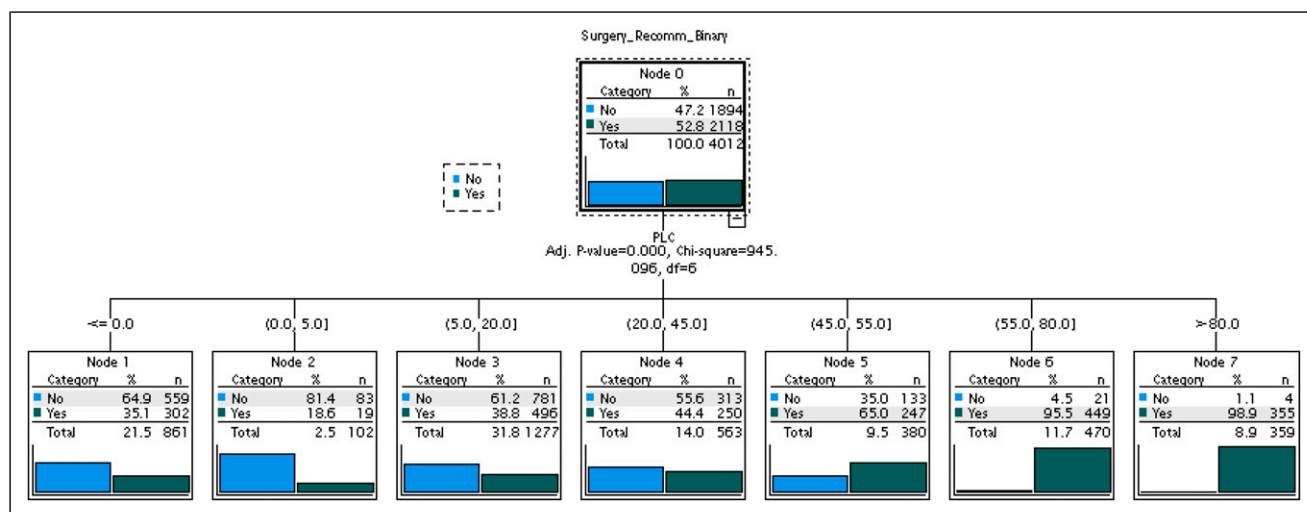 Surgery_Recomm_Binary
Node 0
Category % n
No 47.2 1894
Yes 52.8 2118
Total 100.0 4012
No
Yes
PLC
Adj. P-value=0.000, Chi-square=945.
096, df=6
<= 0.0 (0.0, 5.0] (5.0, 20.0] (20.0, 45.0] (45.0, 55.0] (55.0, 80.0] >80.0
Node 1
Category % n
No 64.9 559
Yes 35.1 302
Total 21.5 861
Node 2
Category % n
No 81.4 83
Yes 18.6 19
Total 2.5 102
Node 3
Category % n
No 61.2 781
Yes 38.8 496
Total 31.8 1277
Node 4
Category % n
No 55.6 313
Yes 44.4 250
Total 14.0 563
Node 5
Category % n
No 35.0 133
Yes 65.0 247
Total 9.5 380
Node 6
Category % n
No 4.5 21
Yes 95.5 449
Total 11.7 470
Node 7
Category % n
No 1.1 4
Yes 98.9 355
Total 8.9 359